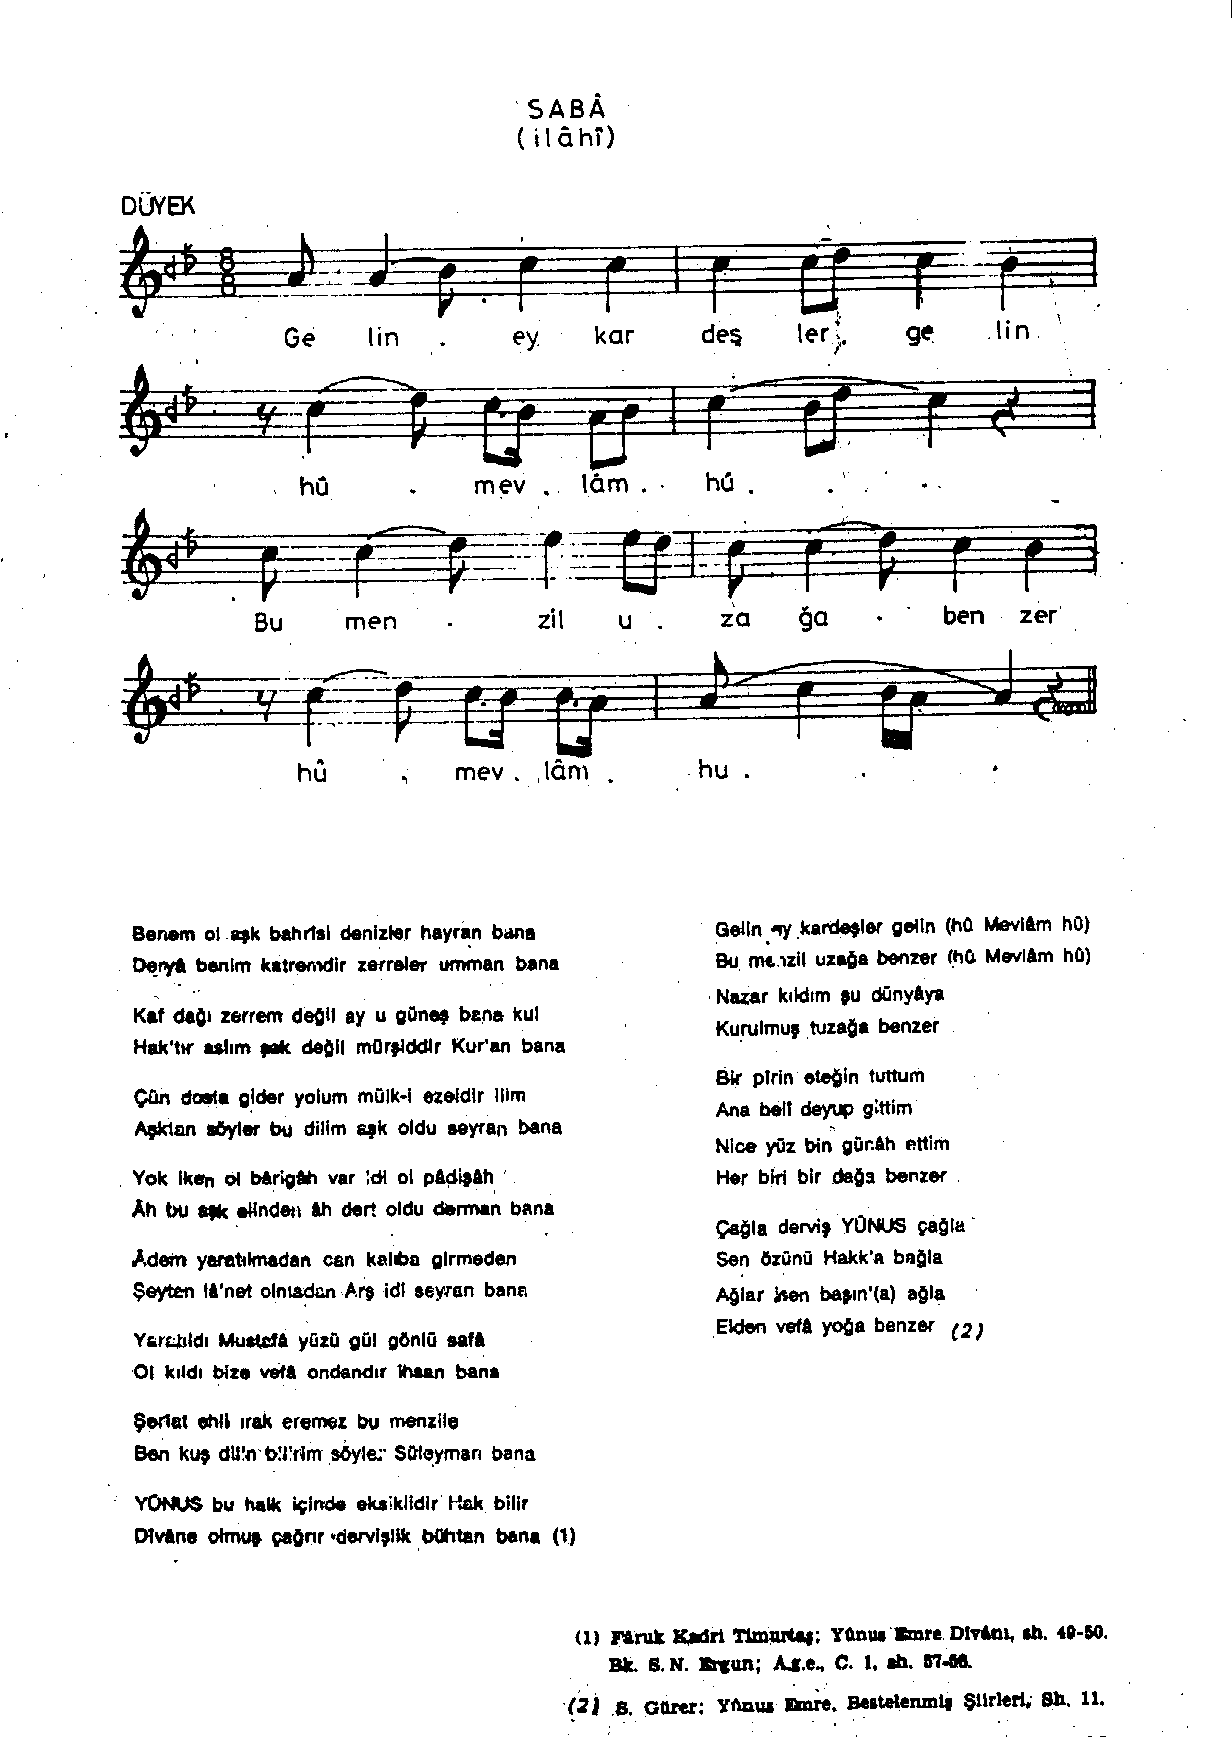 SABÂ
(ilâhî)
DÜYEK
8
8
Ge lin . ey kar deş ler . ge lin
hû . mev . lâm . hû . . .
Bu men . zil u . za ğa . ben zer
hû . mev . lâm . hu . . .
Benem ol aşk bahrîsi denizler hayran bana
Deryâ benim katremdir zerreler umman bana
Kaf dağı zerrem değil ay u güneş bana kul
Hak'tır aslım şek değil mürşiddir Kur'an bana
Çün dosta gider yolum mülk-i ezeldir ilim
Aşktan söyler bu dilim aşk oldu seyran bana
Yok iken ol bârigâh var idi ol pâdişâh
Âh bu aşk elinden âh dert oldu derman bana
Âdem yaratılmadan can kalıba girmeden
Şeytan lâ'net olmadan Arş idi seyran bana
Yaratıldı Mustafâ yüzü gül gönlü safâ
Ol kıldı bize vefâ ondandır ihsan bana
Şerîat ehli ırak eremez bu menzile
Ben kuş dilin bilirim söyler Süleyman bana
YÛNUS bu halk içinde eksiklidir Hak bilir
Dîvâne olmuş çağrır dervişlik bühtan bana (1)
Gelin ey kardeşler gelin (hû Mevlâm hû)
Bu menzil uzağa benzer (hû Mevlâm hû)
Nazar kıldım şu dünyâya
Kurulmuş tuzağa benzer
Bir pîrin eteğin tuttum
Ana belî deyup gittim
Nice yüz bin günâh ettim
Her biri bir dağa benzer
Çağla derviş YÛNUS çağla
Sen özünü Hakk'a bağla
Ağlar isen başın'(a) ağla
Elden vefâ yoğa benzer (2)
(1) Fâruk Kadri Timurtaş; Yûnus Emre Dîvânı, sh. 49-50.
Bk. S.N. Ergun; A.g.e., C. 1, sh. 57-58.
(2) S. Gürer; Yûnus Emre, Bestelenmiş Şiirleri, Sh. 11.